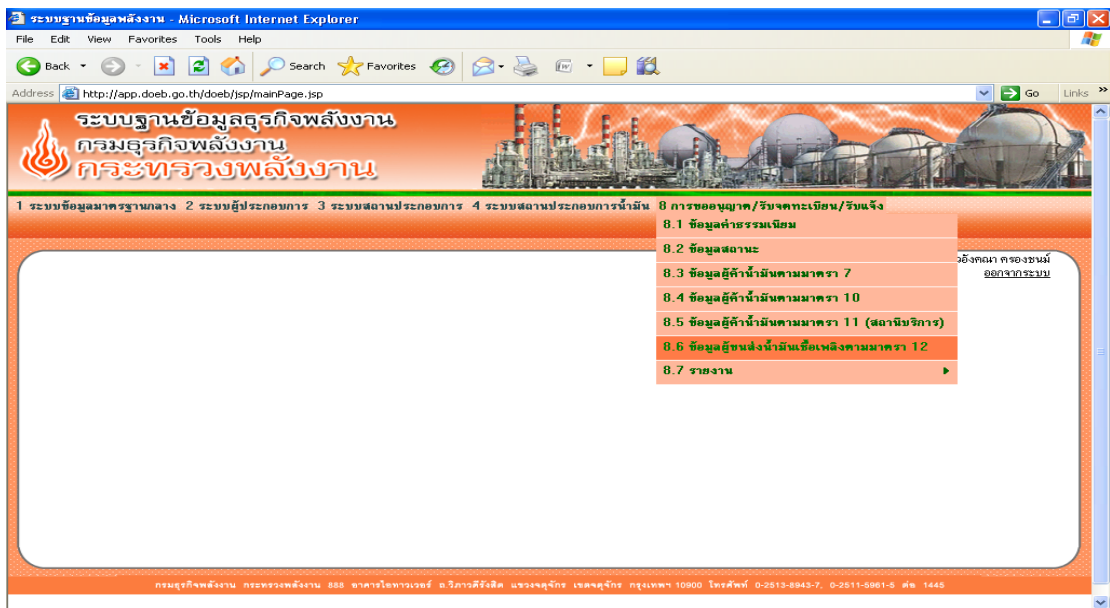 ระบบฐานข้อมูลพลังงาน - Microsoft Internet Explorer
File Edit View Favorites Tools Help
Back Search Favorites
Address http://app.doeb.go.th/doeb/jsp/mainPage.jsp Go Links »
ระบบฐานข้อมูลธุรกิจพลังงาน
กรมธุรกิจพลังงาน
กระทรวงพลังงาน
1 ระบบข้อมูลมาตรฐานกลาง 2 ระบบผู้ประกอบการ 3 ระบบสถานประกอบการ 4 ระบบสถานประกอบการน้ำมัน 8 การขออนุญาต/รับจดทะเบียน/รับแจ้ง
8.1 ข้อมูลค่าธรรมเนียม
8.2 ข้อมูลสถานะ
8.3 ข้อมูลผู้ค้าน้ำมันตามมาตรา 7
8.4 ข้อมูลผู้ค้าน้ำมันตามมาตรา 10
8.5 ข้อมูลผู้ค้าน้ำมันตามมาตรา 11 (สถานีบริการ)
8.6 ข้อมูลผู้ขนส่งน้ำมันเชื้อเพลิงตามมาตรา 12
8.7 รายงาน
อังคณา ครองชนม์
ออกจากระบบ
กรมธุรกิจพลังงาน กระทรวงพลังงาน 888 อาคารไอทาวเวอร์ ถ.วิภาวดีรังสิต แขวงจตุจักร เขตจตุจักร กรุงเทพฯ 10900 โทรศัพท์ 0-2513-8943-7, 0-2511-5961-5 ต่อ 1445